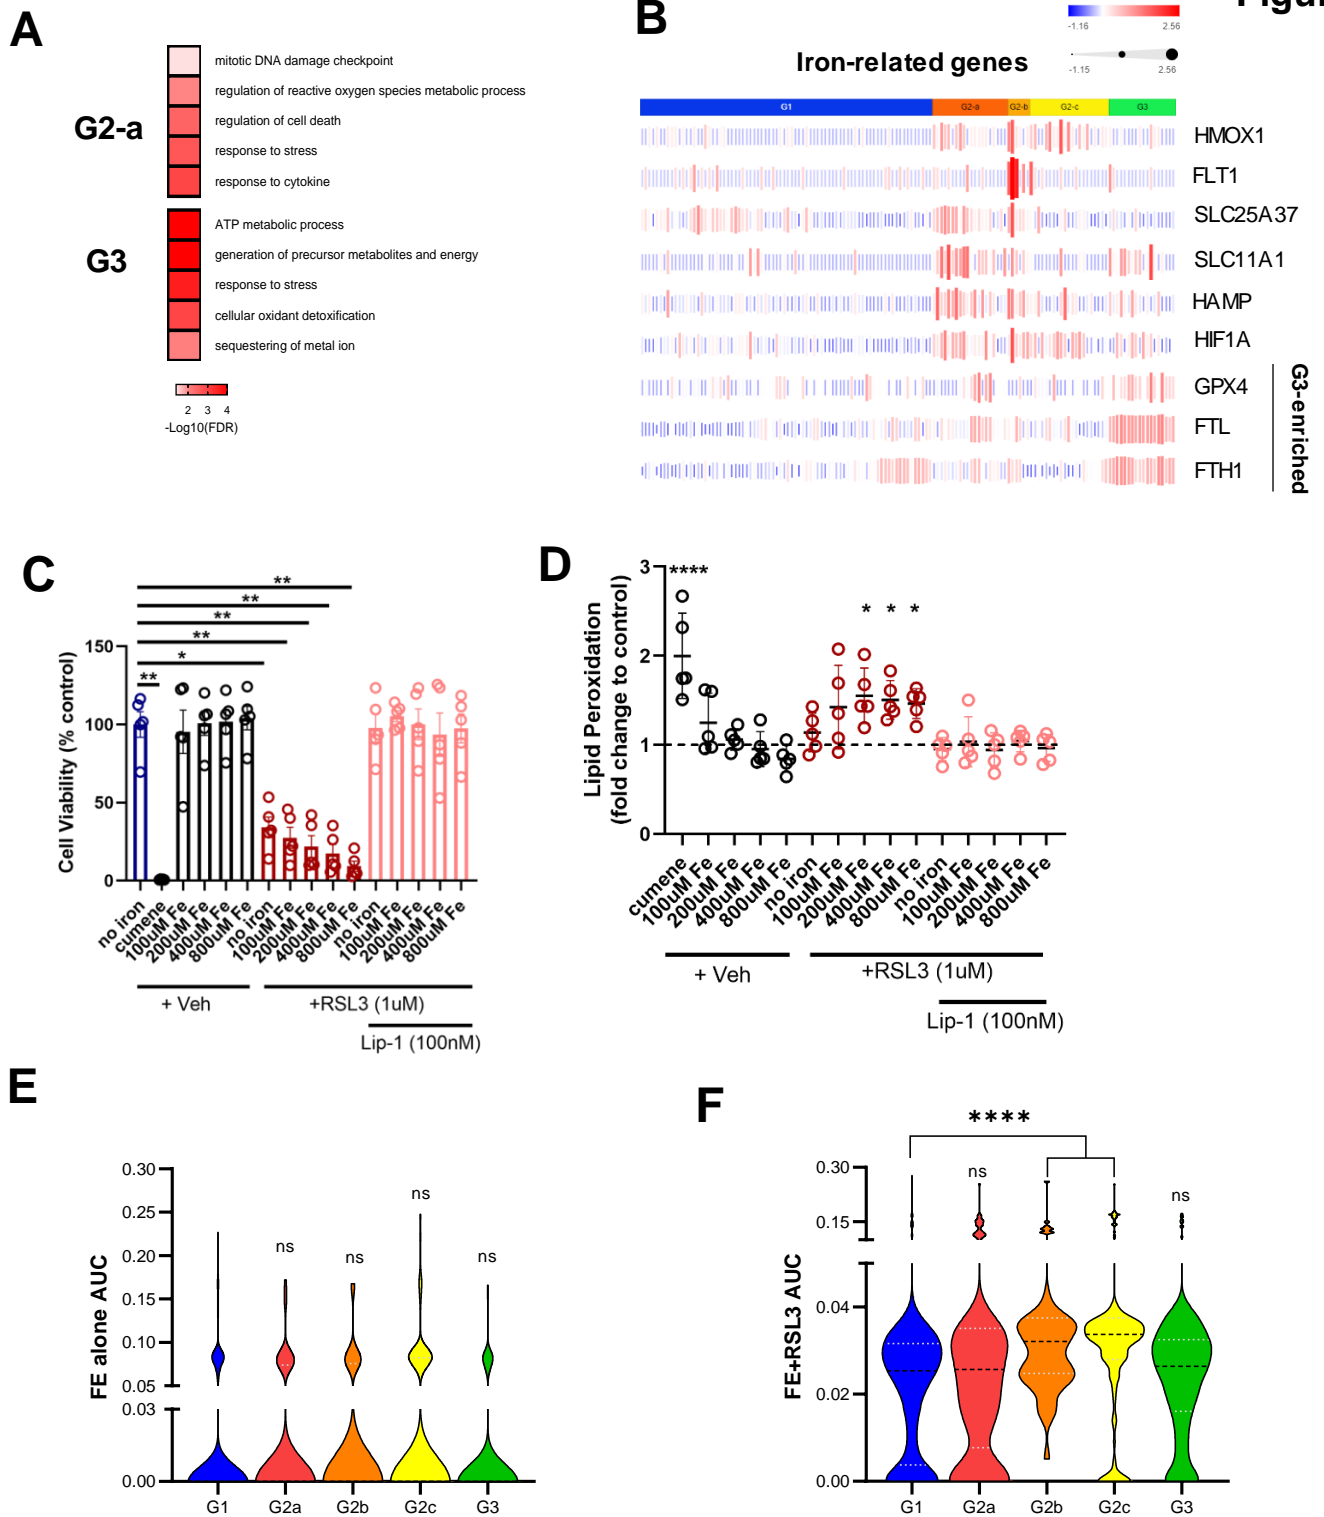 Figur
A
G2-a
mitotic DNA damage checkpoint
regulation of reactive oxygen species metabolic process
regulation of cell death
response to stress
response to cytokine
G3
ATP metabolic process
generation of precursor metabolites and energy
response to stress
cellular oxidant detoxification
sequestering of metal ion
2 3 4
-Log10(FDR)
B
-1.16 2.56
-1.15 2.56
Iron-related genes
G1 G2-a G2-b G2-c G3
HMOX1
FLT1
SLC25A37
SLC11A1
HAMP
HIF1A
GPX4
FTL
FTH1
G3-enriched
C
Cell Viability (% control)
150
100
50
0
**
**
**
**
*
**
no iron
cumene
100uM Fe
200uM Fe
400uM Fe
800uM Fe
no iron
100uM Fe
200uM Fe
400uM Fe
800uM Fe
no iron
100uM Fe
200uM Fe
400uM Fe
800uM Fe
+ Veh
+RSL3 (1uM)
Lip-1 (100nM)
D
Lipid Peroxidation
(fold change to control)
3
2
1
0
****
* * *
cumene
100uM Fe
200uM Fe
400uM Fe
800uM Fe
no iron
100uM Fe
200uM Fe
400uM Fe
800uM Fe
no iron
100uM Fe
200uM Fe
400uM Fe
800uM Fe
+ Veh
+RSL3 (1uM)
Lip-1 (100nM)
E
FE alone AUC
0.30
0.25
0.20
0.15
0.10
0.05
0.03
0.00
ns
ns
ns
ns
G1 G2a G2b G2c G3
F
FE+RSL3 AUC
****
0.30
0.15
0.04
0.02
0.00
ns
ns
G1 G2a G2b G2c G3